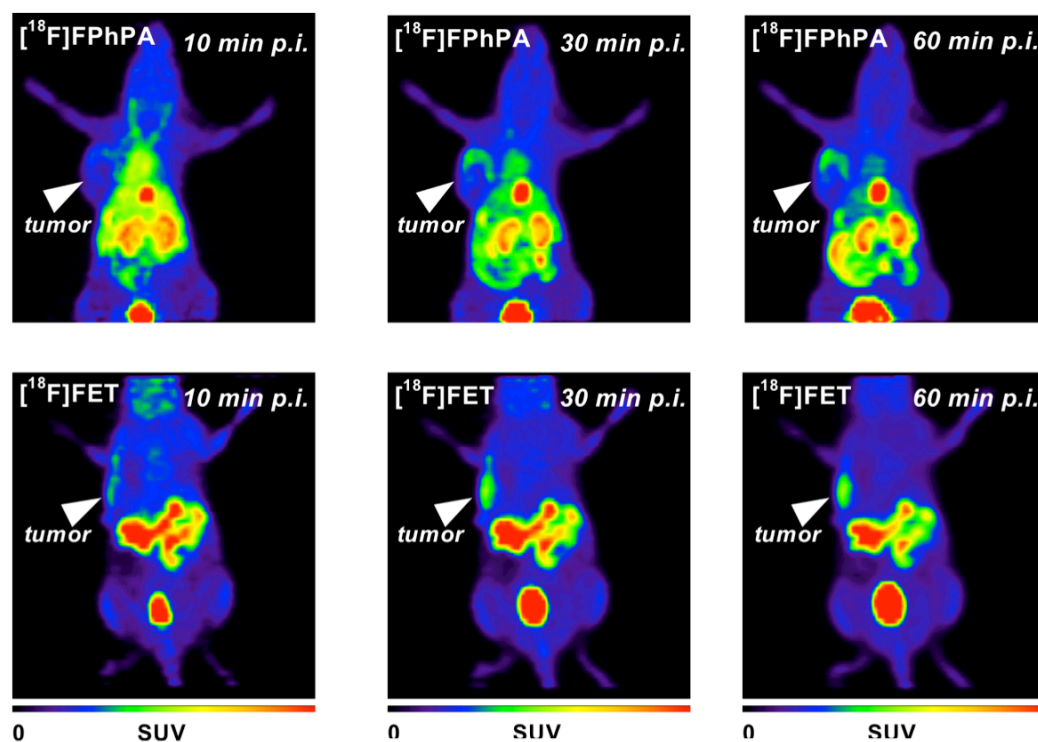 [¹⁸F]FPhPA 10 min p.i.
tumor
[¹⁸F]FPhPA 30 min p.i.
tumor
[¹⁸F]FPhPA 60 min p.i.
tumor
[¹⁸F]FET 10 min p.i.
tumor
[¹⁸F]FET 30 min p.i.
tumor
[¹⁸F]FET 60 min p.i.
tumor
0 SUV
0 SUV
0 SUV